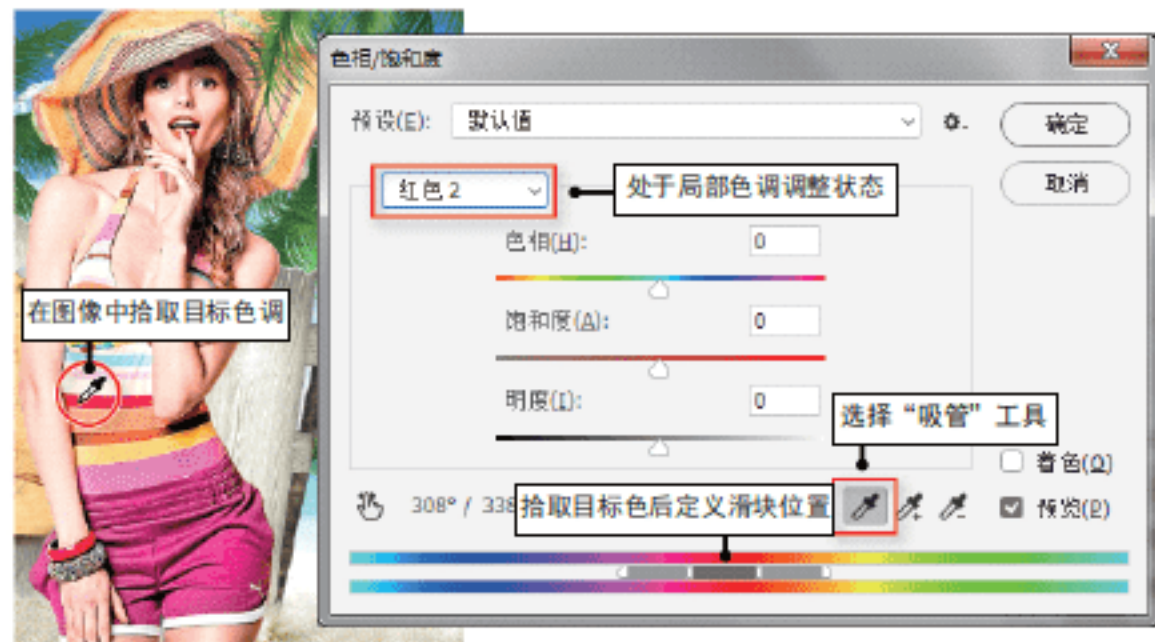 色相/饱和度
预设(E): 默认值
确定
红色 2
处于局部色调调整状态
取消
色相(H): 0
在图像中拾取目标色调
饱和度(A): 0
明度(I): 0
选择“吸管”工具
着色(O)
308° / 338
拾取目标色后定义滑块位置
预览(P)